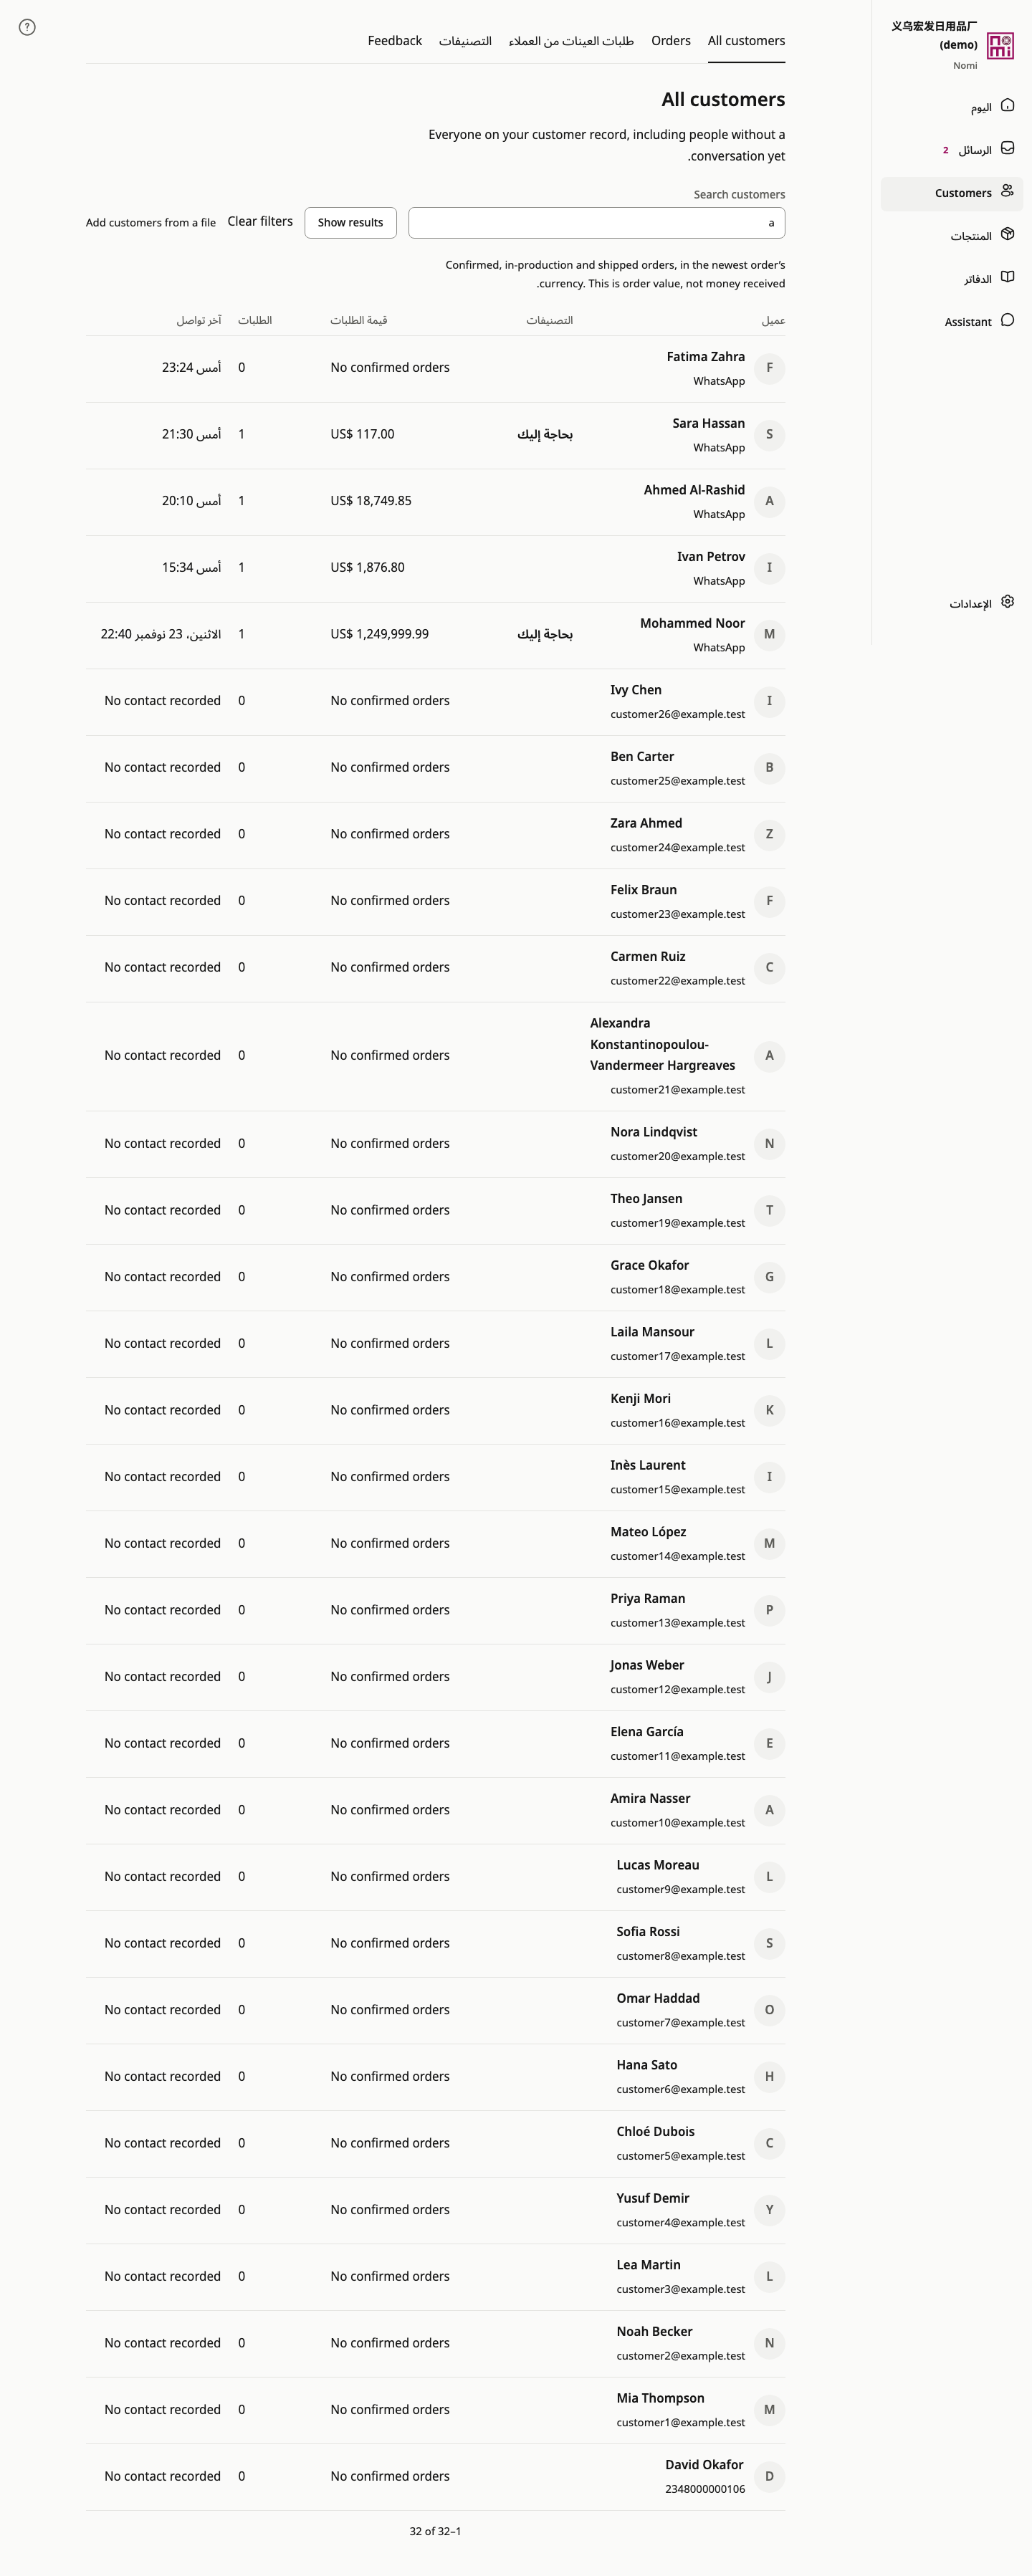 义乌宏发日用品厂
(demo)
Nomi
اليوم
الرسائل 2
Customers
المنتجات
الدفاتر
Assistant
الإعدادات
All customers
Orders
طلبات العينات من العملاء
التصنيفات
Feedback
All customers
Everyone on your customer record, including people without a
conversation yet.
Search customers
a
Show results
Clear filters
Add customers from a file
Confirmed, in-production and shipped orders, in the newest order’s
currency. This is order value, not money received.
عميل التصنيفات قيمة الطلبات الطلبات آخر تواصل
F Fatima Zahra No confirmed orders 0 أمس 23:24
WhatsApp
S Sara Hassan بحاجة إليك US$ 117.00 1 أمس 21:30
WhatsApp
A Ahmed Al-Rashid US$ 18,749.85 1 أمس 20:10
WhatsApp
I Ivan Petrov US$ 1,876.80 1 أمس 15:34
WhatsApp
M Mohammed Noor بحاجة إليك US$ 1,249,999.99 1 الاثنين، 23 نوفمبر 22:40
WhatsApp
I Ivy Chen No confirmed orders 0 No contact recorded
customer26@example.test
B Ben Carter No confirmed orders 0 No contact recorded
customer25@example.test
Z Zara Ahmed No confirmed orders 0 No contact recorded
customer24@example.test
F Felix Braun No confirmed orders 0 No contact recorded
customer23@example.test
C Carmen Ruiz No confirmed orders 0 No contact recorded
customer22@example.test
Alexandra
Konstantinopoulou-
A Vandermeer Hargreaves No confirmed orders 0 No contact recorded
customer21@example.test
N Nora Lindqvist No confirmed orders 0 No contact recorded
customer20@example.test
T Theo Jansen No confirmed orders 0 No contact recorded
customer19@example.test
G Grace Okafor No confirmed orders 0 No contact recorded
customer18@example.test
L Laila Mansour No confirmed orders 0 No contact recorded
customer17@example.test
K Kenji Mori No confirmed orders 0 No contact recorded
customer16@example.test
I Inès Laurent No confirmed orders 0 No contact recorded
customer15@example.test
M Mateo López No confirmed orders 0 No contact recorded
customer14@example.test
P Priya Raman No confirmed orders 0 No contact recorded
customer13@example.test
J Jonas Weber No confirmed orders 0 No contact recorded
customer12@example.test
E Elena García No confirmed orders 0 No contact recorded
customer11@example.test
A Amira Nasser No confirmed orders 0 No contact recorded
customer10@example.test
L Lucas Moreau No confirmed orders 0 No contact recorded
customer9@example.test
S Sofia Rossi No confirmed orders 0 No contact recorded
customer8@example.test
O Omar Haddad No confirmed orders 0 No contact recorded
customer7@example.test
H Hana Sato No confirmed orders 0 No contact recorded
customer6@example.test
C Chloé Dubois No confirmed orders 0 No contact recorded
customer5@example.test
Y Yusuf Demir No confirmed orders 0 No contact recorded
customer4@example.test
L Lea Martin No confirmed orders 0 No contact recorded
customer3@example.test
N Noah Becker No confirmed orders 0 No contact recorded
customer2@example.test
M Mia Thompson No confirmed orders 0 No contact recorded
customer1@example.test
D David Okafor No confirmed orders 0 No contact recorded
2348000000106
32 of 32–1